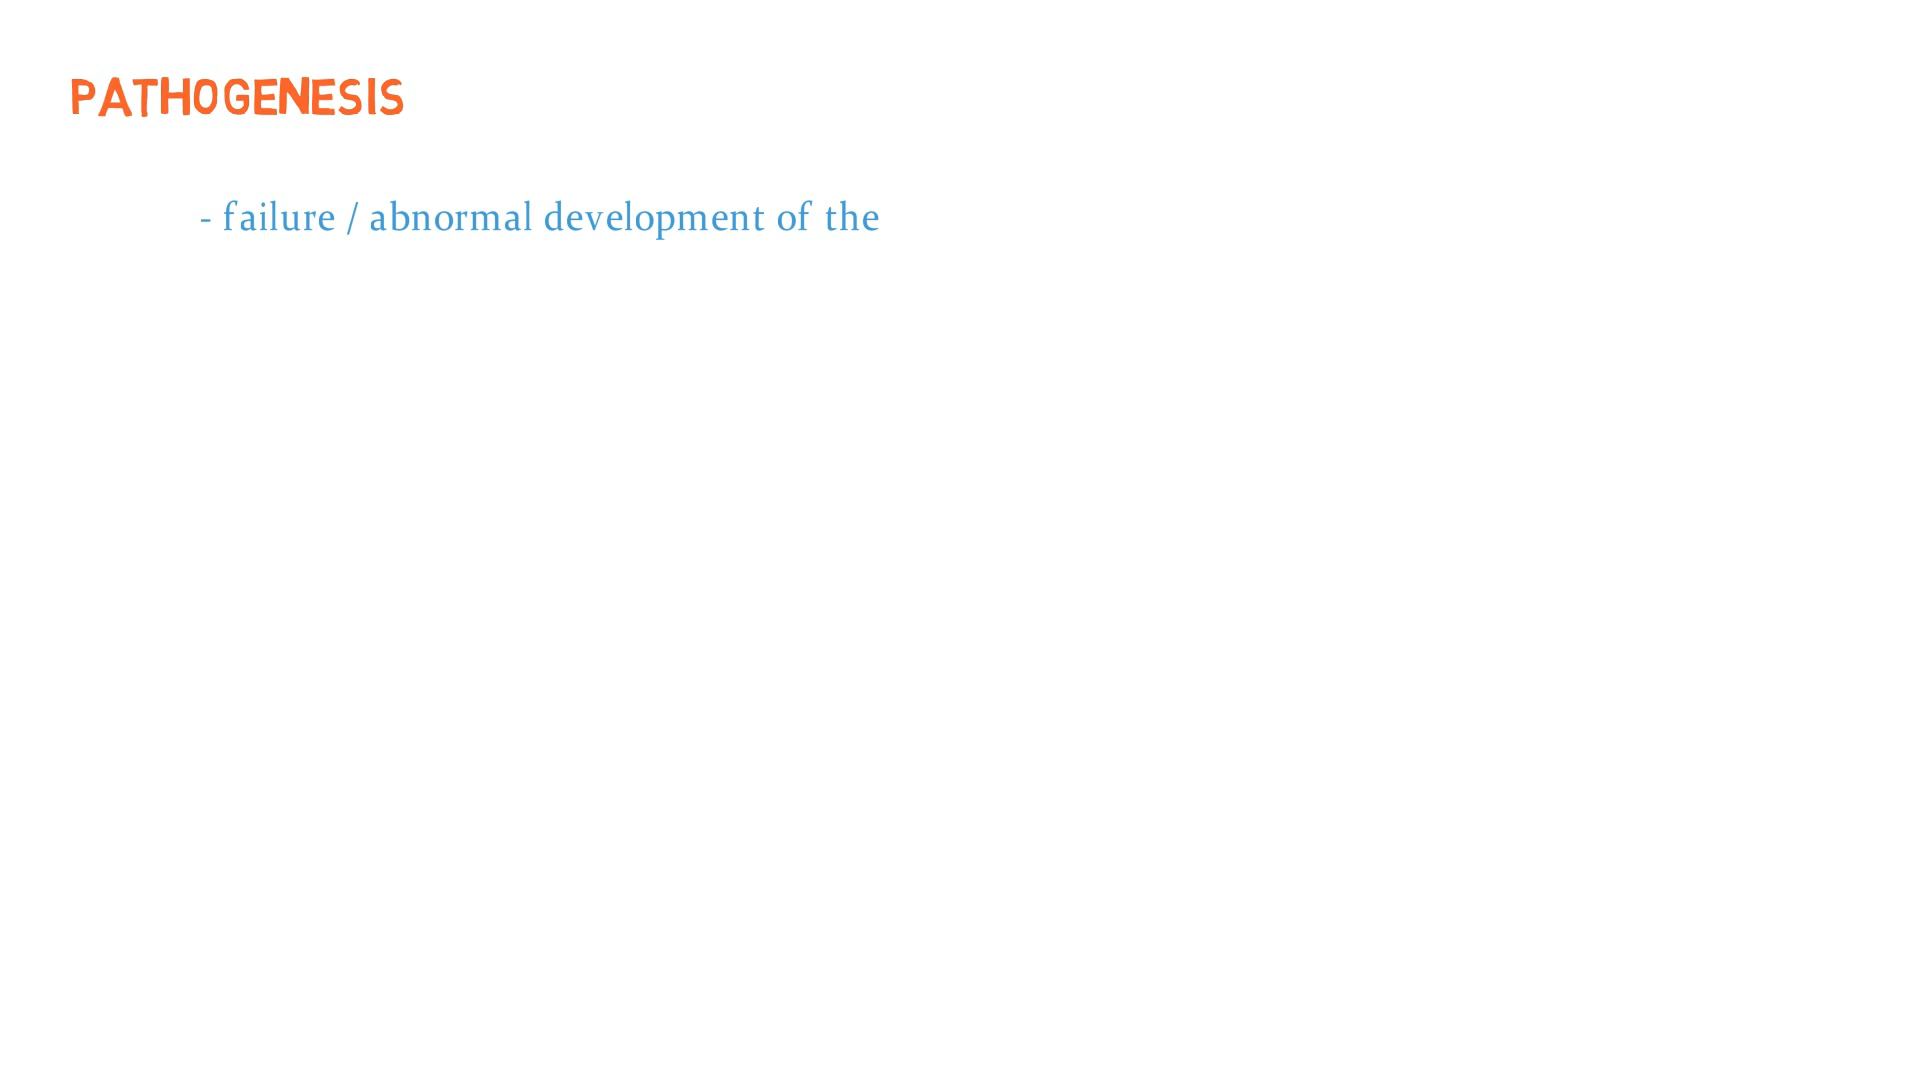 PATHOGENESIS
- failure / abnormal development of the